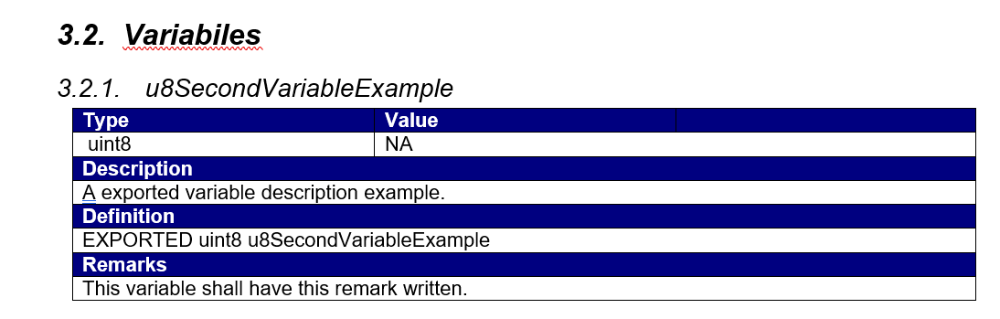 3.2. Variabiles
3.2.1. u8SecondVariableExample
Type Value
uint8 NA
Description
A exported variable description example.
Definition
EXPORTED uint8 u8SecondVariableExample
Remarks
This variable shall have this remark written.